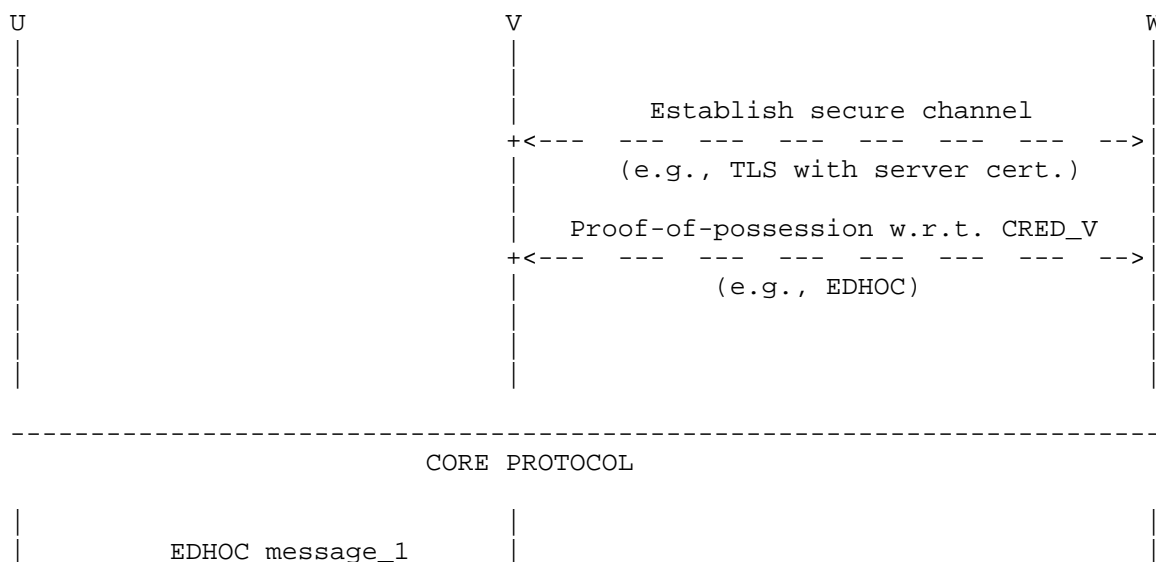 U V W
Establish secure channel
+<--- --- --- --- --- --- --- -->|
(e.g., TLS with server cert.)
Proof-of-possession w.r.t. CRED_V
+<--- --- --- --- --- --- --- -->|
(e.g., EDHOC)
------------------------------------------------------------------------
CORE PROTOCOL
EDHOC message_1